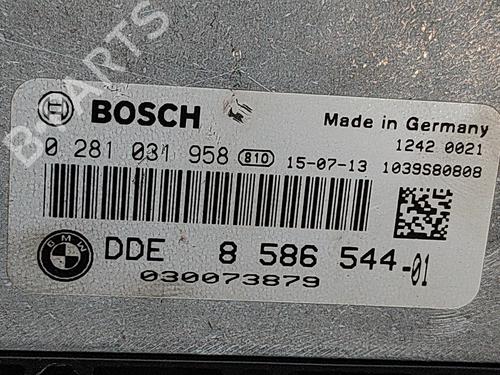 B-PARTS
BOSCH
Made in Germany
1242 0021
0 281 031 958 810 15-07-13 1039S80808
BMW
DDE 8 586 544-01
030073879